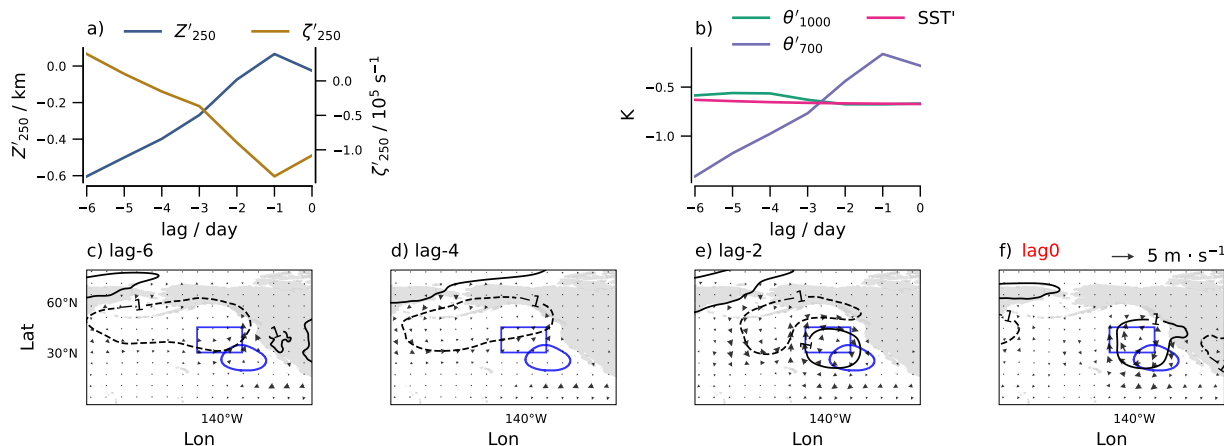 a)
Z′250
ζ′250
0.0
−0.2
−0.4
−0.6
Z′250 / km
0.0
−0.5
−1.0
ζ′250 / 10⁵ s⁻¹
−6 −5 −4 −3 −2 −1 0
lag / day
b)
θ′1000
SST'
θ′700
−0.5
−1.0
K
−6 −5 −4 −3 −2 −1 0
lag / day
c) lag-6
d) lag-4
e) lag-2
f) lag0
5 m · s⁻¹
60°N
30°N
Lat
−1
−1
−1
−1
1
1
−1
−1
140°W
140°W
140°W
140°W
Lon
Lon
Lon
Lon